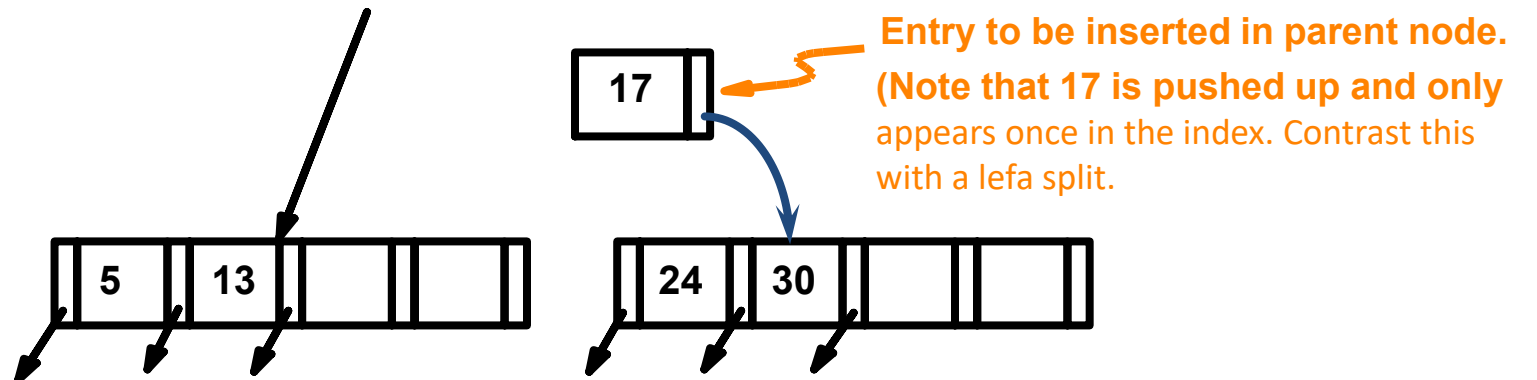 Entry to be inserted in parent node.
17
(Note that 17 is pushed up and only
appears once in the index. Contrast this
with a lefa split.
5 13
24 30